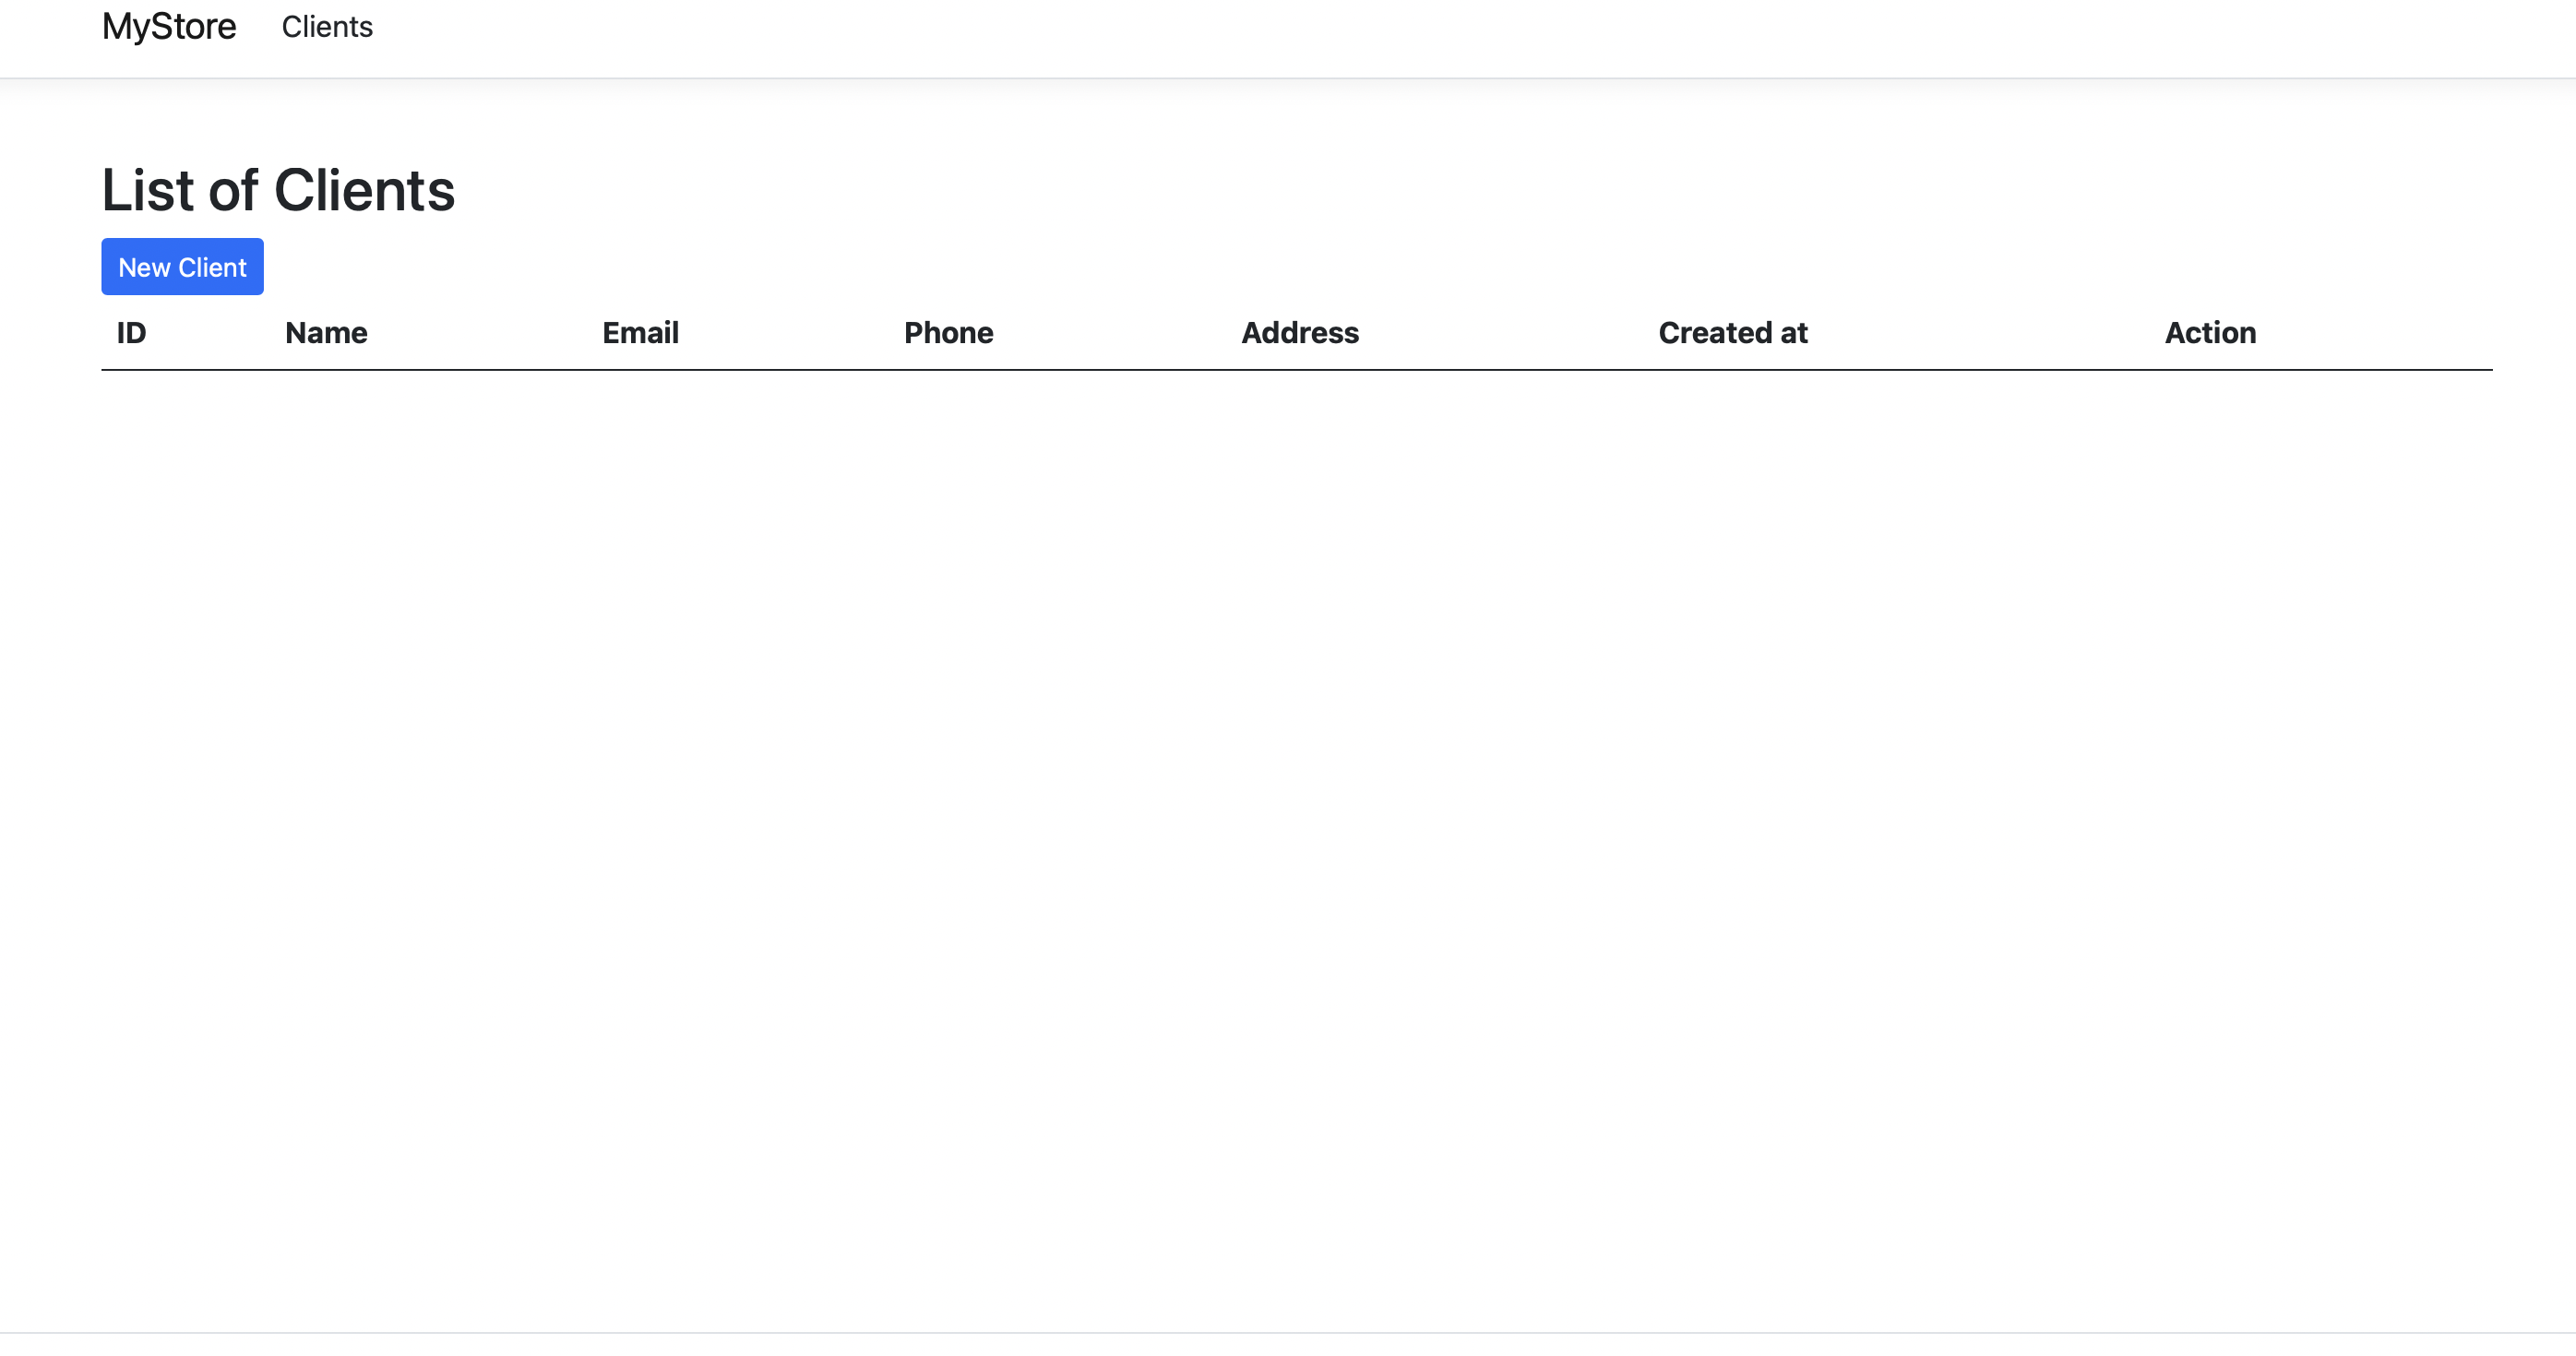 MyStore Clients
List of Clients
New Client
ID Name Email Phone Address Created at Action